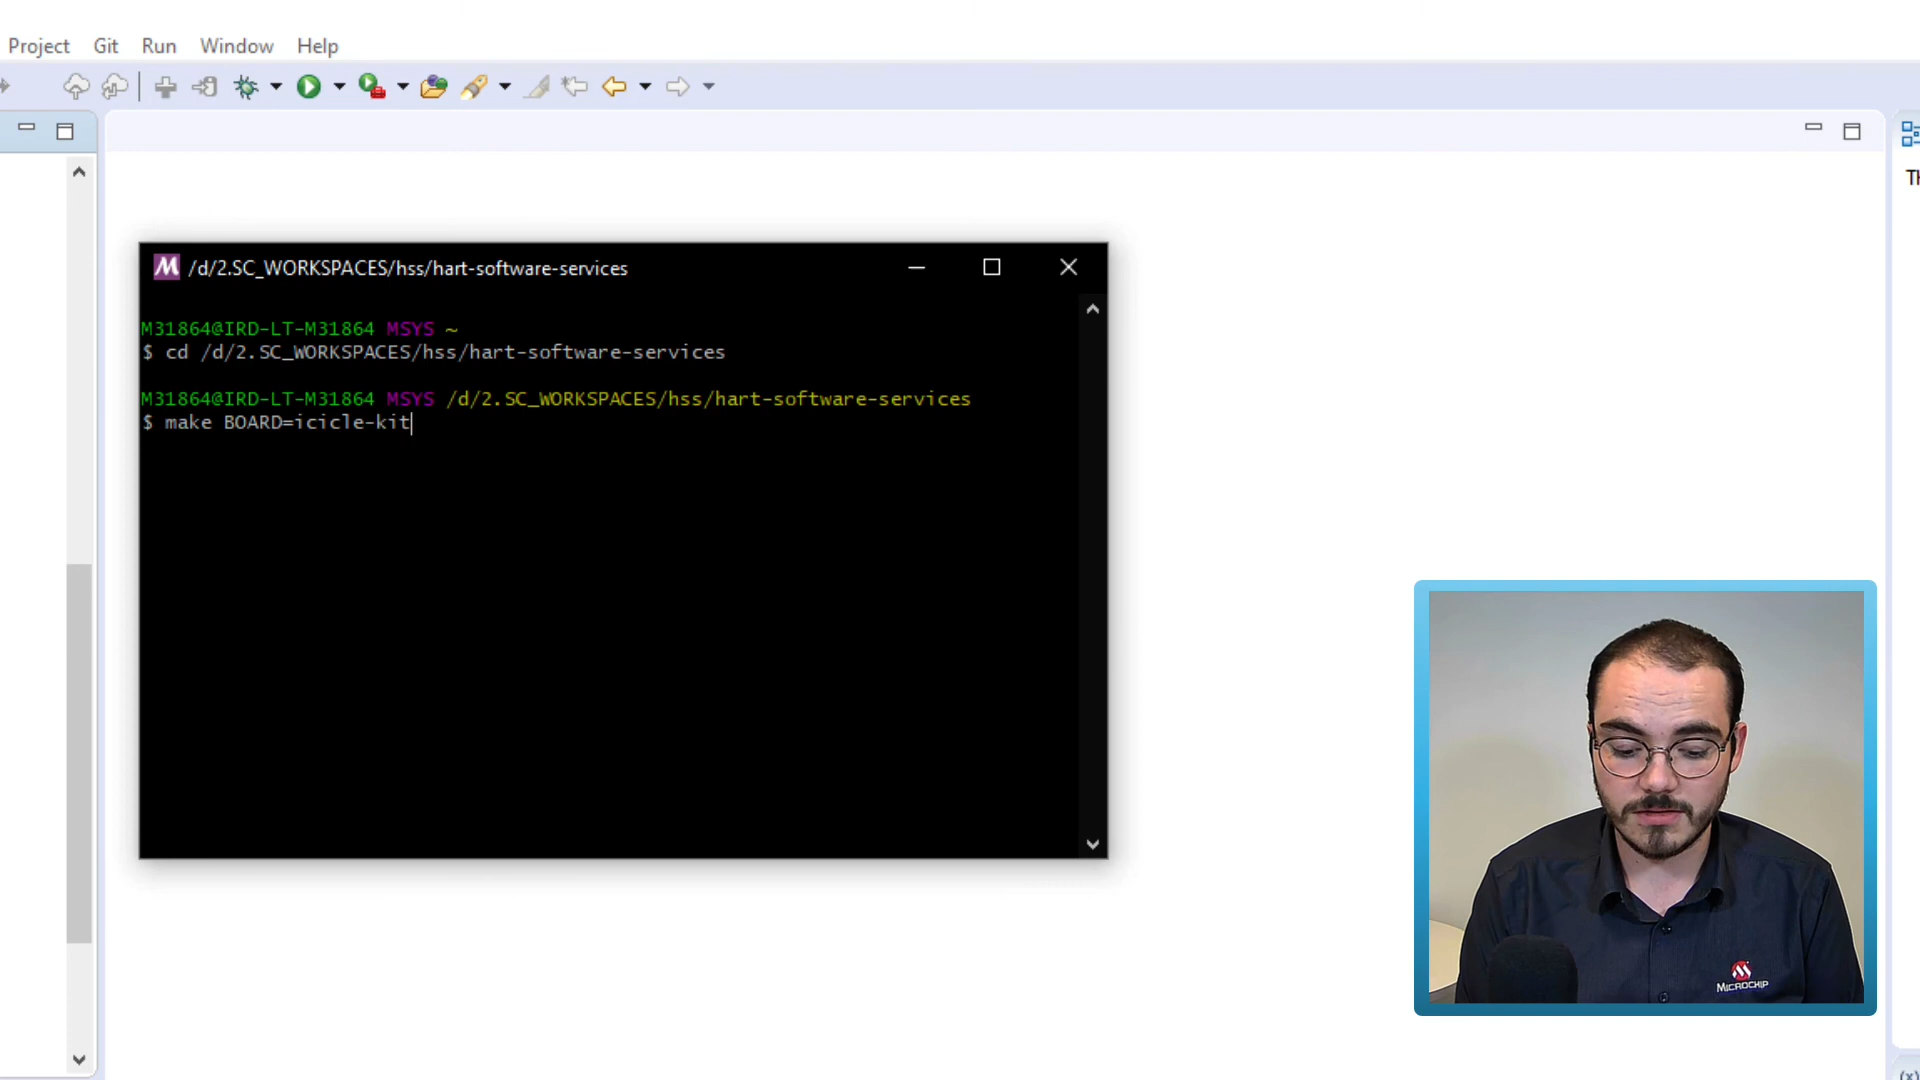 Project Git Run Window Help
Th
/d/2.SC_WORKSPACES/hss/hart-software-services
M31864@IRD-LT-M31864 MSYS ~
$ cd /d/2.SC_WORKSPACES/hss/hart-software-services
M31864@IRD-LT-M31864 MSYS /d/2.SC_WORKSPACES/hss/hart-software-services
$ make BOARD=icicle-kit
MICROCHIP
(x)